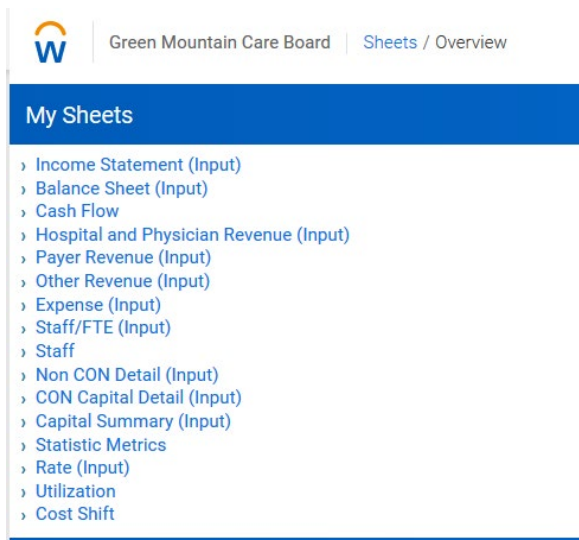 W Green Mountain Care Board Sheets / Overview
My Sheets
› Income Statement (Input)
› Balance Sheet (Input)
› Cash Flow
› Hospital and Physician Revenue (Input)
› Payer Revenue (Input)
› Other Revenue (Input)
› Expense (Input)
› Staff/FTE (Input)
› Staff
› Non CON Detail (Input)
› CON Capital Detail (Input)
› Capital Summary (Input)
› Statistic Metrics
› Rate (Input)
› Utilization
› Cost Shift